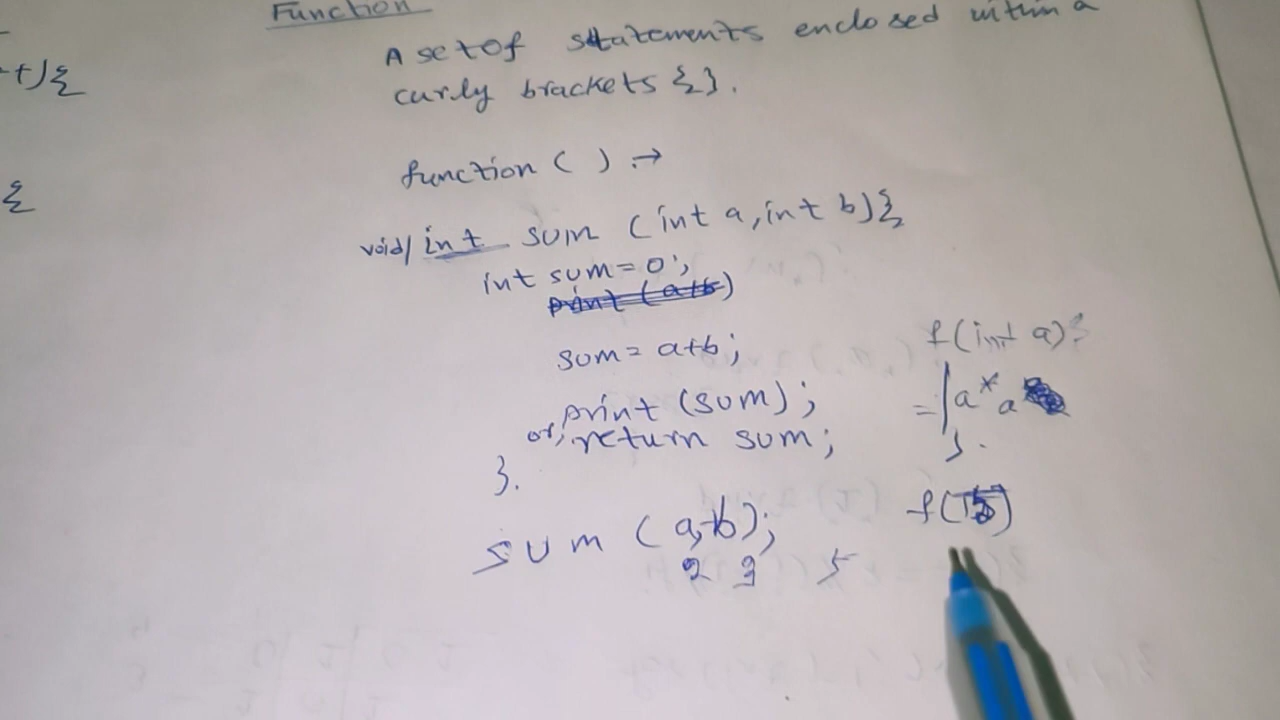 Function
A set of statements enclosed within a
curly brackets {}.
-t){
function ( ) →
{
void/ int sum (int a, int b){
int sum = 0;
print (a+b)
sum = a+b;
f(int a)
print (sum);
= a*a
or, return sum;
}.
}.
sum (a,b);
2 3 5